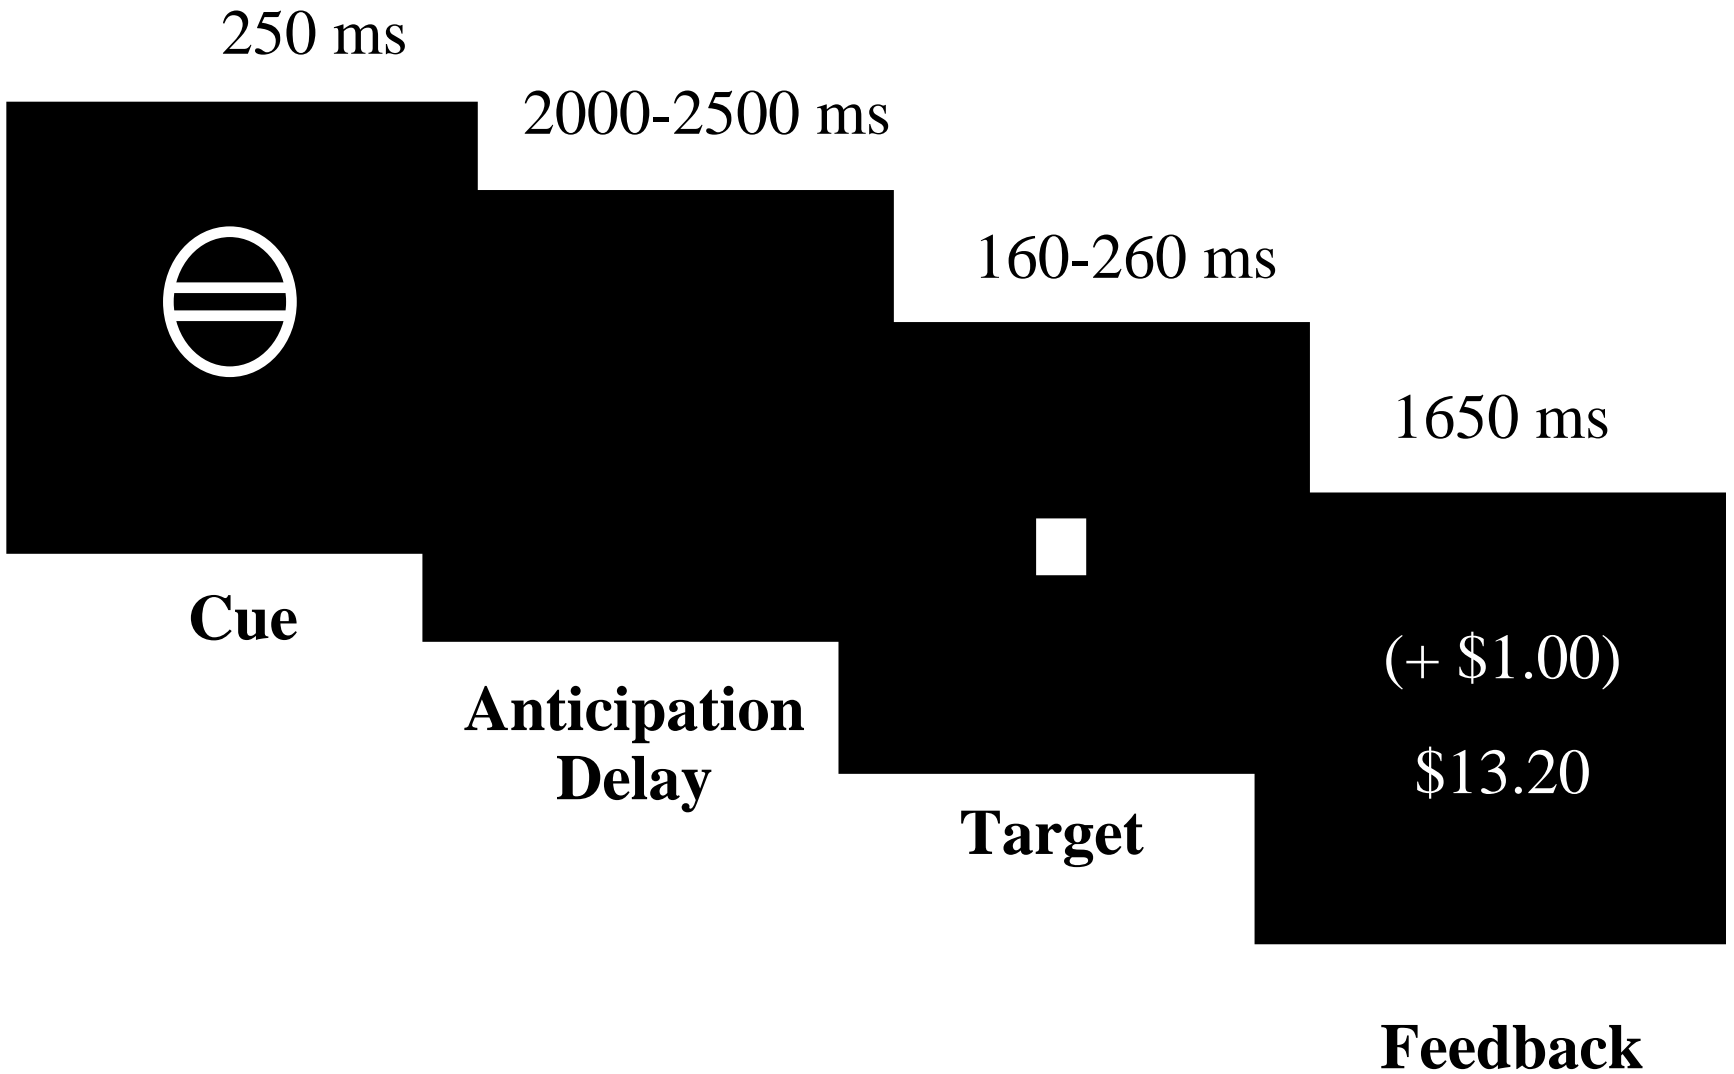 250 ms
2000-2500 ms
160-260 ms
1650 ms
Cue
Anticipation
Delay
Target
(+ $1.00)
$13.20
Feedback